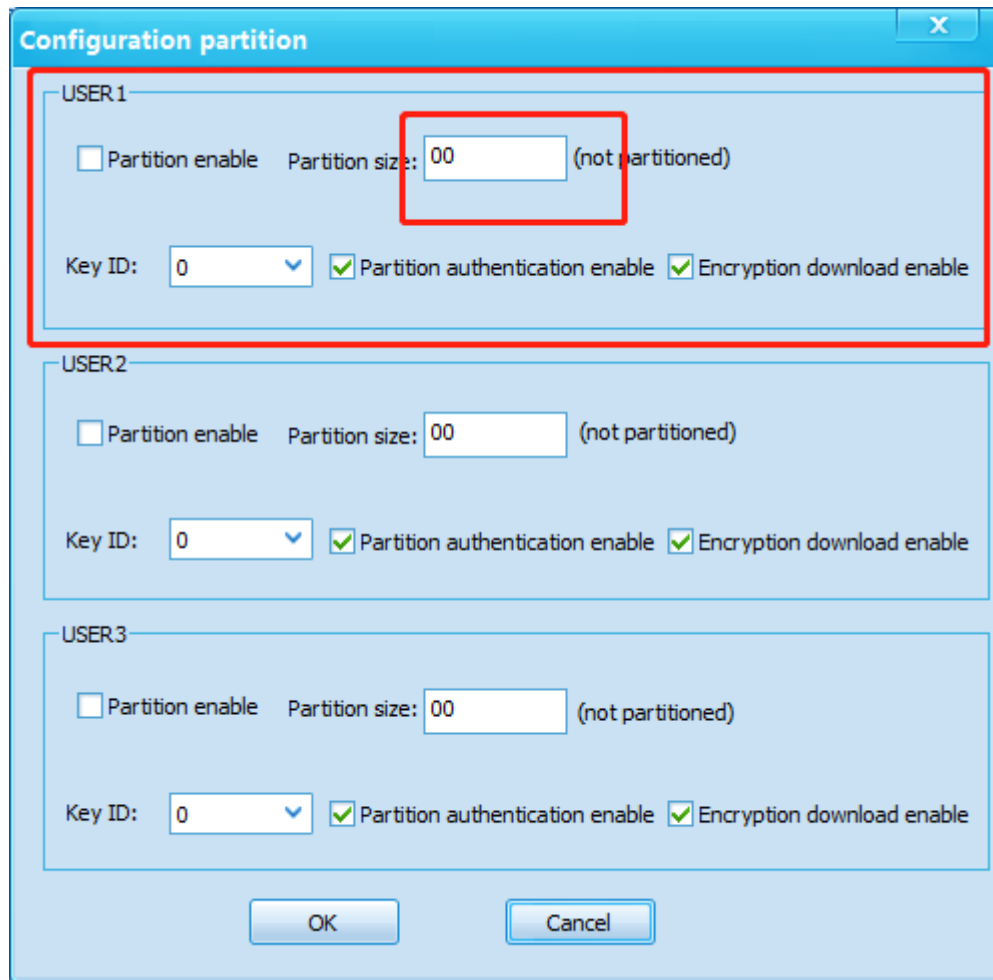 Configuration partition
X
USER1
Partition enable Partition size: 00 (not partitioned)
Key ID: 0 Partition authentication enable Encryption download enable
USER2
Partition enable Partition size: 00 (not partitioned)
Key ID: 0 Partition authentication enable Encryption download enable
USER3
Partition enable Partition size: 00 (not partitioned)
Key ID: 0 Partition authentication enable Encryption download enable
OK Cancel